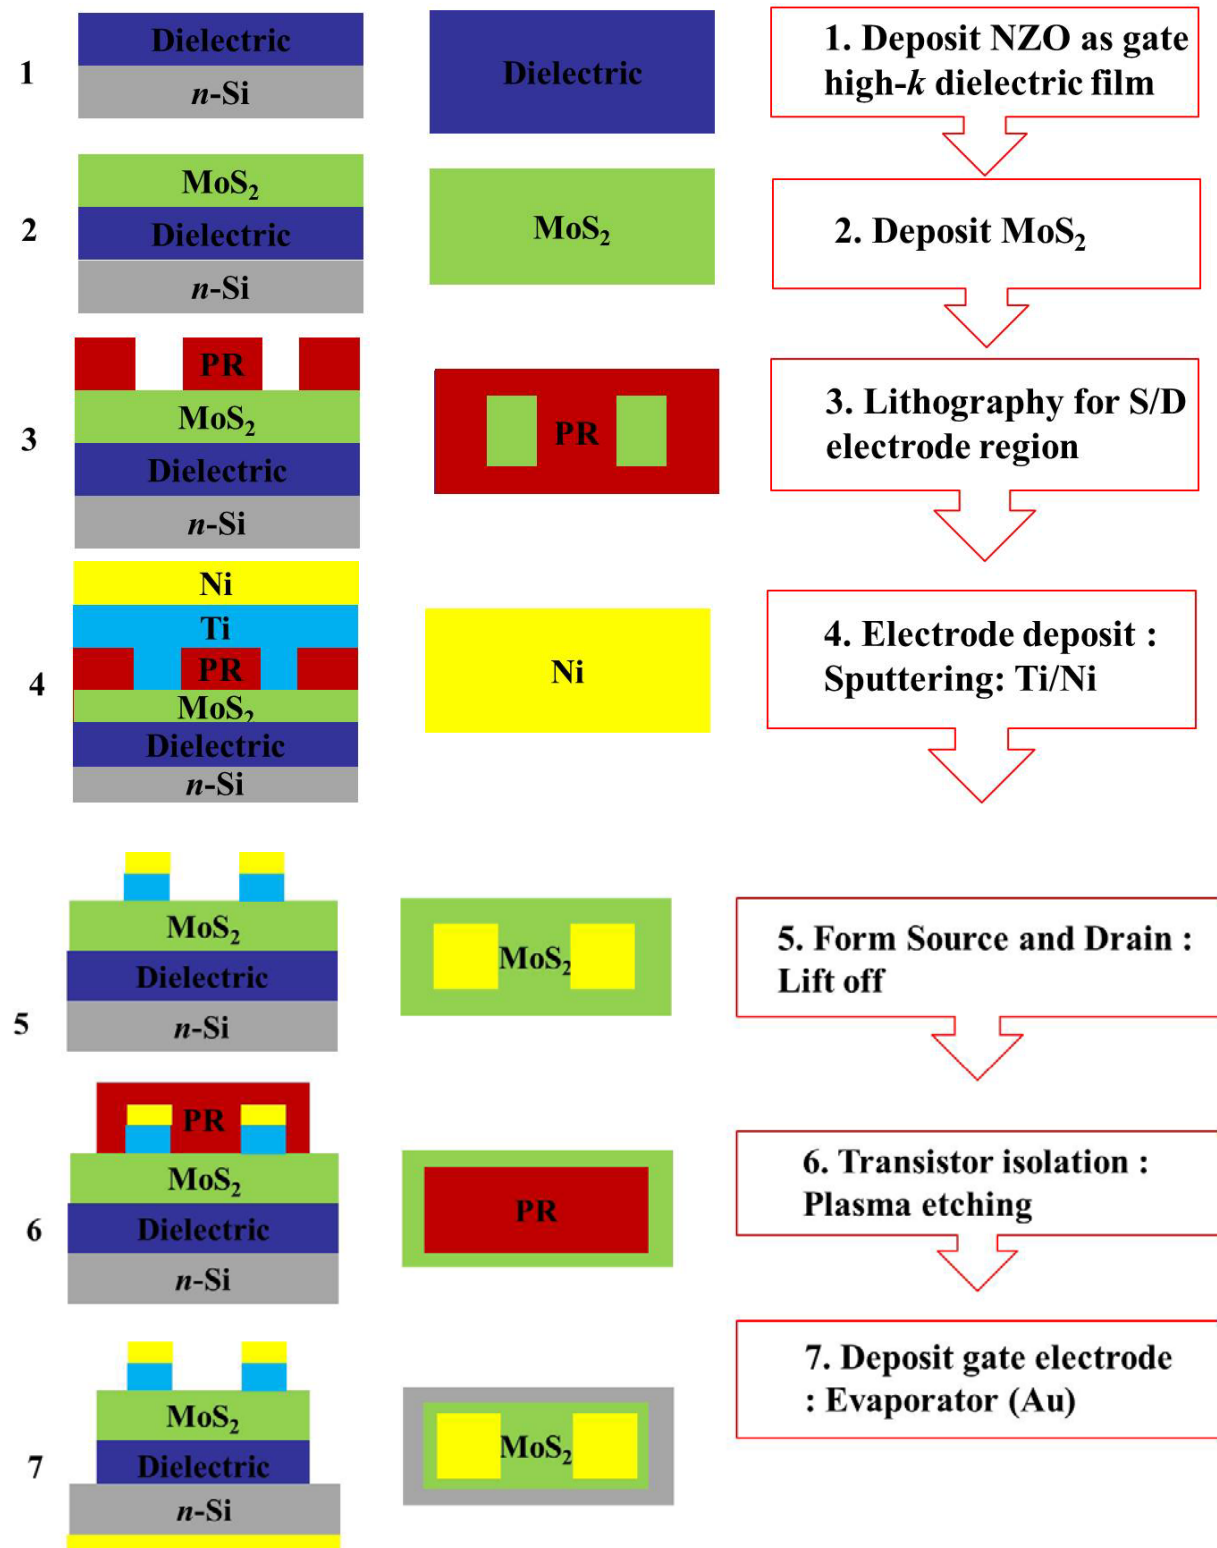 1
Dielectric
n-Si
Dielectric
1. Deposit NZO as gate
high-k dielectric film
2
MoS₂
Dielectric
n-Si
MoS₂
2. Deposit MoS₂
3
PR
MoS₂
Dielectric
n-Si
PR
3. Lithography for S/D
electrode region
4
Ni
Ti
PR
MoS₂
Dielectric
n-Si
Ni
4. Electrode deposit :
Sputtering: Ti/Ni
5
MoS₂
Dielectric
n-Si
MoS₂
5. Form Source and Drain :
Lift off
6
PR
MoS₂
Dielectric
n-Si
PR
6. Transistor isolation :
Plasma etching
7
MoS₂
Dielectric
n-Si
MoS₂
7. Deposit gate electrode
: Evaporator (Au)